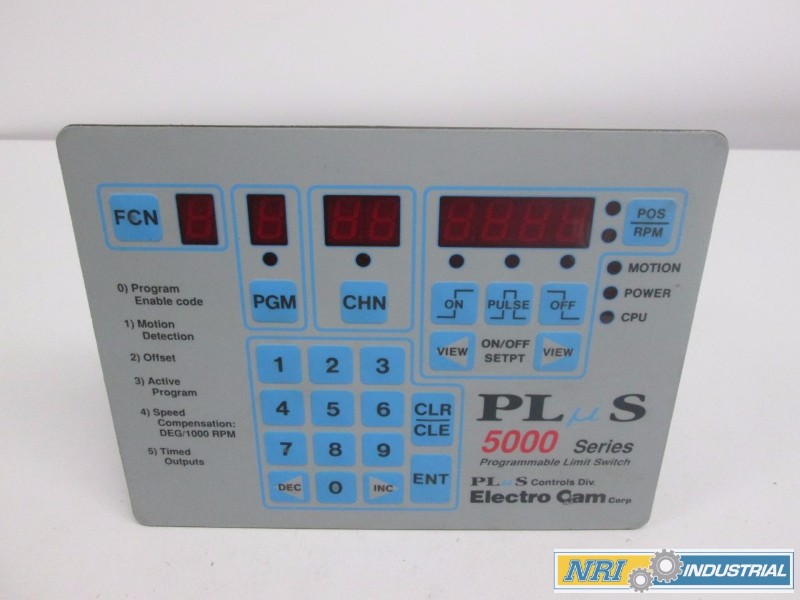 FCN
POS
RPM
MOTION
POWER
CPU
PGM
CHN
ON
PULSE
OFF
VIEW
ON/OFF
SETPT
VIEW
0) Program
Enable code
1) Motion
Detection
2) Offset
3) Active
Program
4) Speed
Compensation:
DEG/1000 RPM
5) Timed
Outputs
1 2 3
4 5 6
7 8 9
DEC 0 INC
CLR
CLE
ENT
PLµS
5000 Series
Programmable Limit Switch
PLµS Controls Div.
Electro Cam Corp.
NRI INDUSTRIAL